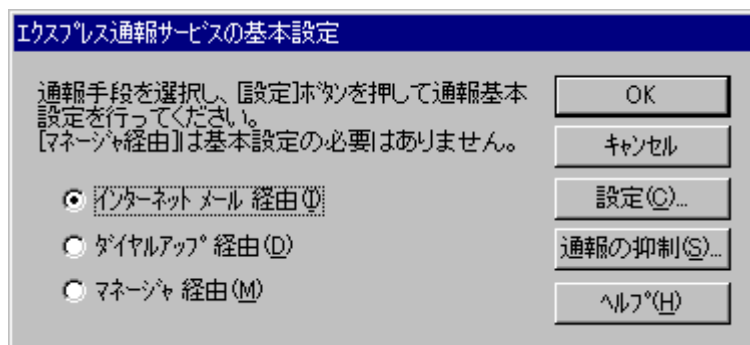 ｴｸｽﾌﾟﾚｽ通報ｻｰﾋﾞｽの基本設定
通報手段を選択し、[設定]ﾎﾞﾀﾝを押して通報基本
設定を行ってください。
[ﾏﾈｰｼﾞｬ経由]は基本設定の必要はありません。
ｲﾝﾀｰﾈｯﾄ ﾒｰﾙ 経由(I)
ﾀﾞｲﾔﾙｱｯﾌﾟ 経由(D)
ﾏﾈｰｼﾞｬ 経由(M)
OK
ｷｬﾝｾﾙ
設定(C)...
通報の抑制(S)...
ﾍﾙﾌﾟ(H)